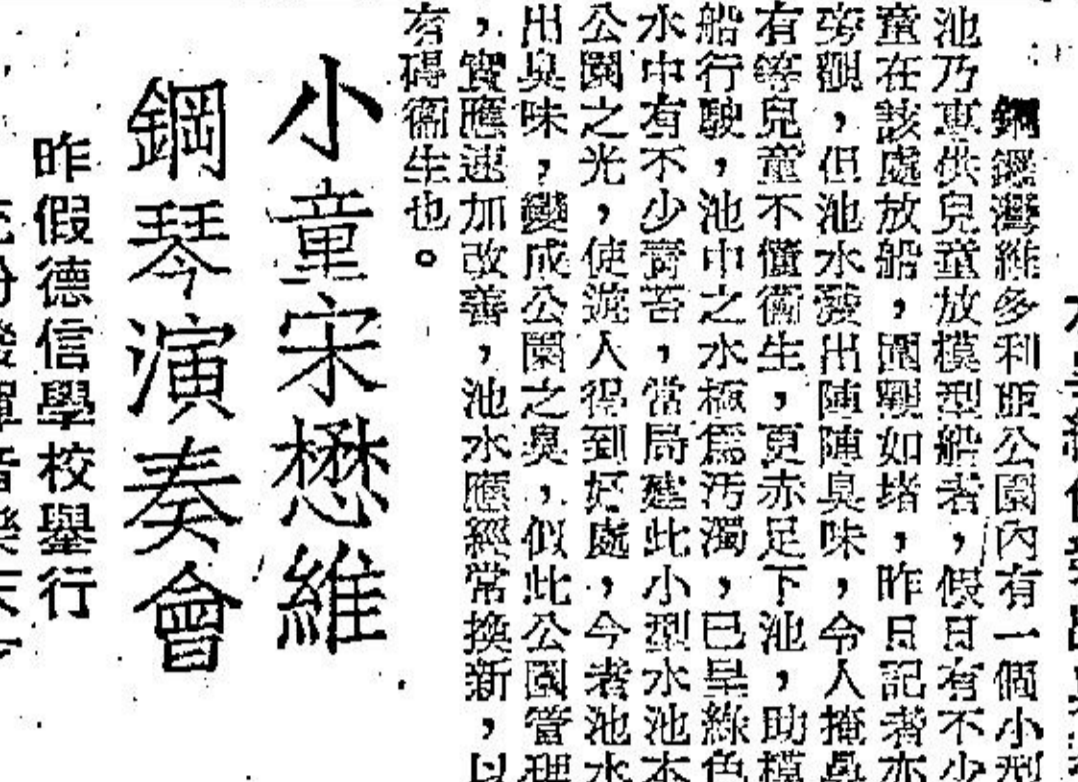 銅鑼灣維多利亞公園內有一個小型
池乃專供兒童放模型船者，假日有不少
童在該處放船，圍觀如堵，昨日記者亦
旁觀，但池水發出陣陣臭味，令人掩鼻
有等兒童不懂衞生，更赤足下池，助模
船行駛，池中之水極爲汚濁，已呈綠色
水中有不少靑苔，當局建此小型水池本
公園之光，使遊人得到好處，今者池水
出臭味，變成公園之臭，似此公園管理
，實應速加改善，池水應經常換新，以
有碍衞生也。
小童宋懋維
鋼琴演奏會
昨假德信學校舉行